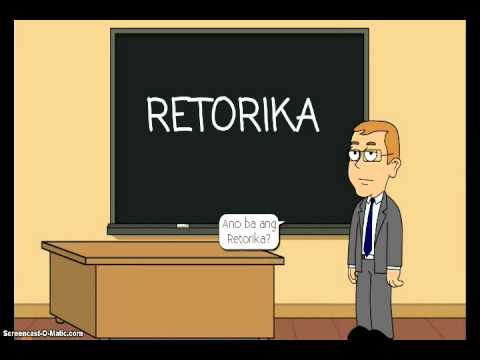 RETORIKA
Ano ba ang
Retorika?
Screencast-O-Matic.com